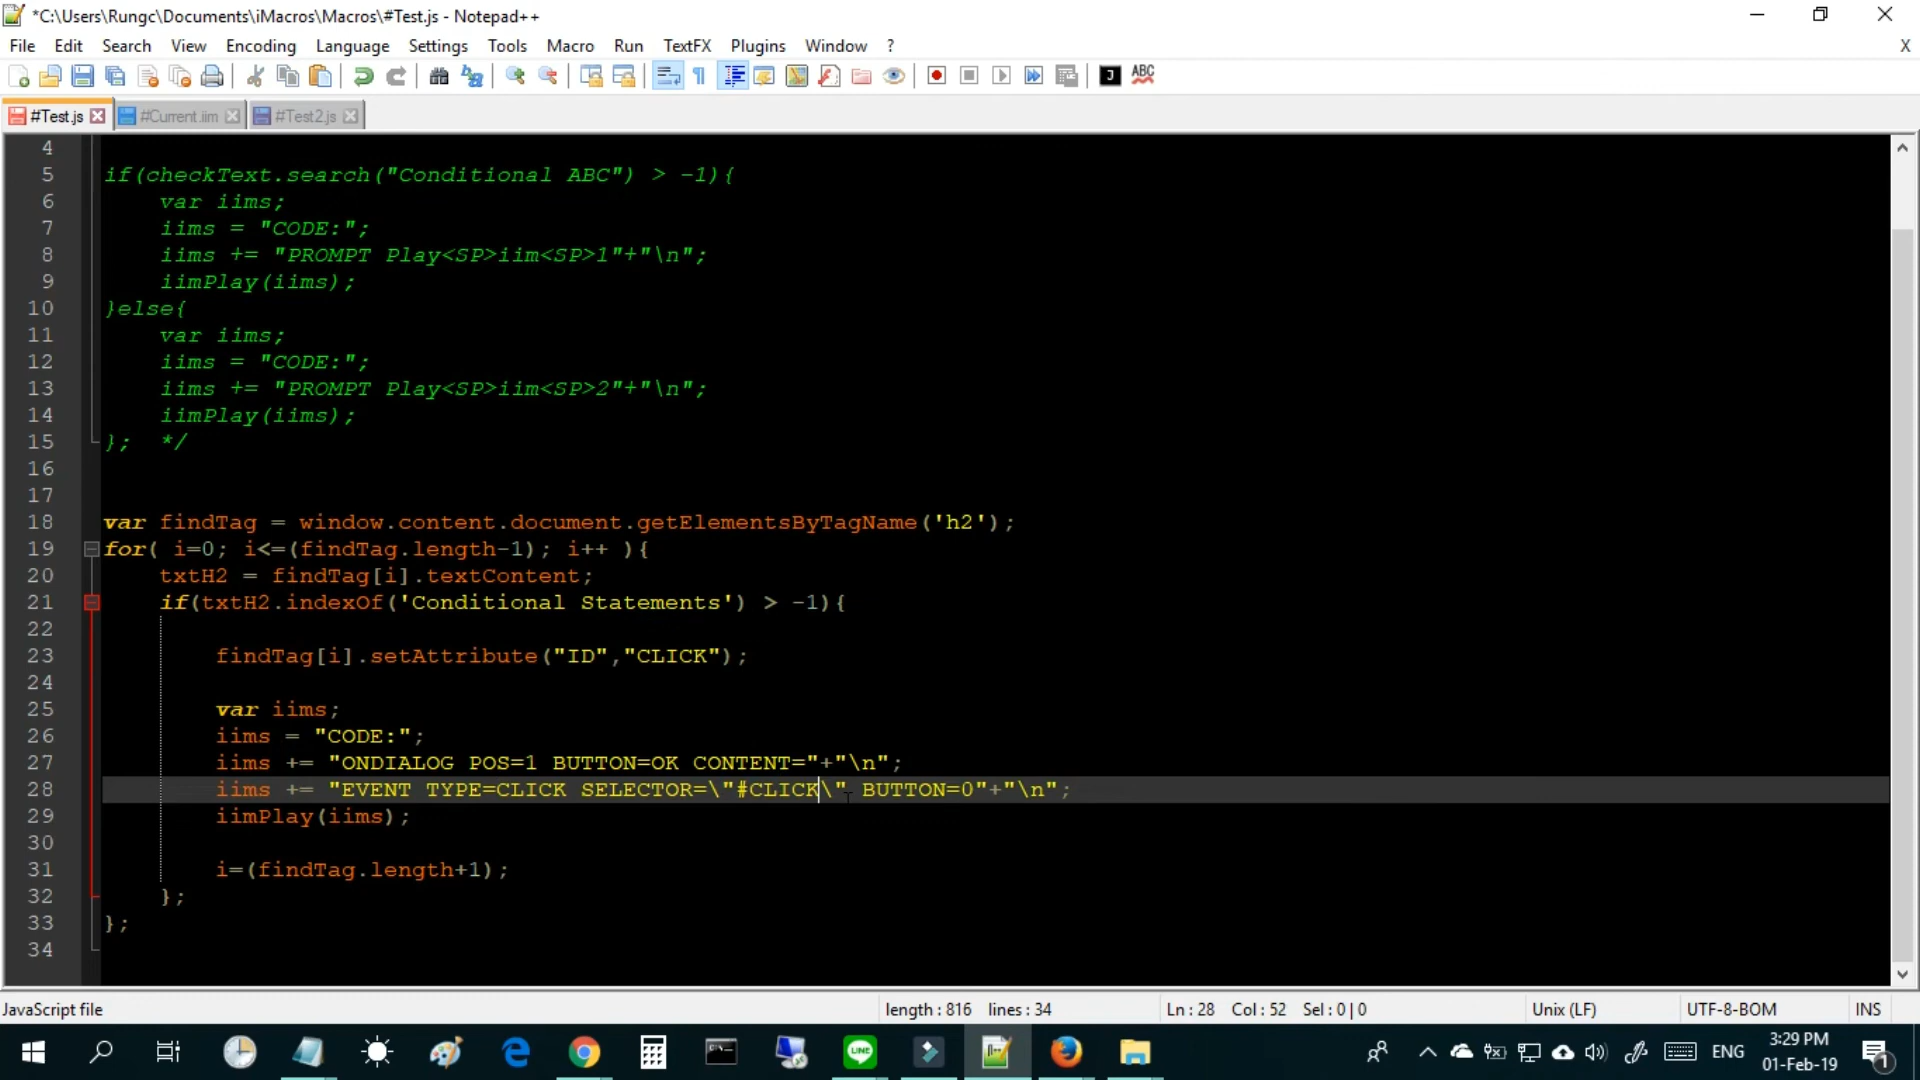 *C:\Users\Rungc\Documents\iMacros\Macros\#Test.js - Notepad++
File Edit Search View Encoding Language Settings Tools Macro Run TextFX Plugins Window ? X
J ABC
#Test.js #Current.iim #Test2.js
4
5 if(checkText.search("Conditional ABC") > -1){
6 var iims;
7 iims = "CODE:";
8 iims += "PROMPT Play<SP>iim<SP>1"+"\n";
9 iimPlay(iims);
10 }else{
11 var iims;
12 iims = "CODE:";
13 iims += "PROMPT Play<SP>iim<SP>2"+"\n";
14 iimPlay(iims);
15 }; */
16
17
18 var findTag = window.content.document.getElementsByTagName('h2');
19 for( i=0; i<=(findTag.length-1); i++ ){
20 txtH2 = findTag[i].textContent;
21 if(txtH2.indexOf('Conditional Statements') > -1){
22
23 findTag[i].setAttribute("ID","CLICK");
24
25 var iims;
26 iims = "CODE:";
27 iims += "ONDIALOG POS=1 BUTTON=OK CONTENT="+"\n";
28 iims += "EVENT TYPE=CLICK SELECTOR=\"#CLICK\" BUTTON=0"+"\n";
29 iimPlay(iims);
30
31 i=(findTag.length+1);
32 };
33 };
34
JavaScript file length : 816 lines : 34 Ln : 28 Col : 52 Sel : 0 | 0 Unix (LF) UTF-8-BOM INS
LINE ENG 3:29 PM
01-Feb-19 1